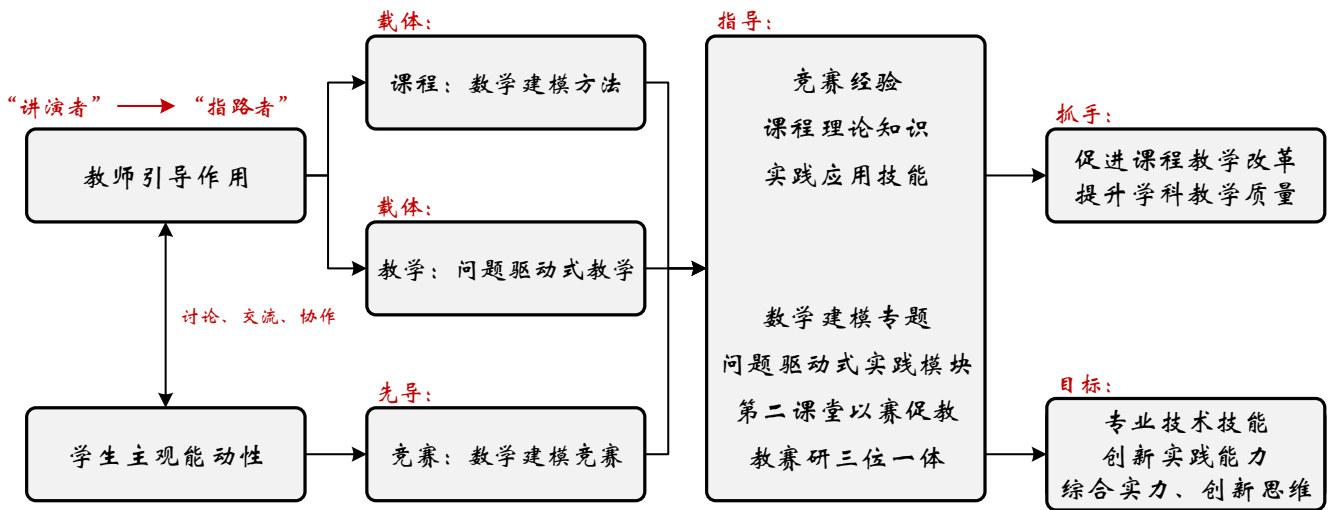 “讲演者”
“指路者”
教师引导作用
讨论、交流、协作
学生主观能动性
载体：
课程：数学建模方法
载体：
教学：问题驱动式教学
先导：
竞赛：数学建模竞赛
指导：
竞赛经验
课程理论知识
实践应用技能
数学建模专题
问题驱动式实践模块
第二课堂以赛促教
教赛研三位一体
抓手：
促进课程教学改革
提升学科教学质量
目标：
专业技术技能
创新实践能力
综合实力、创新思维